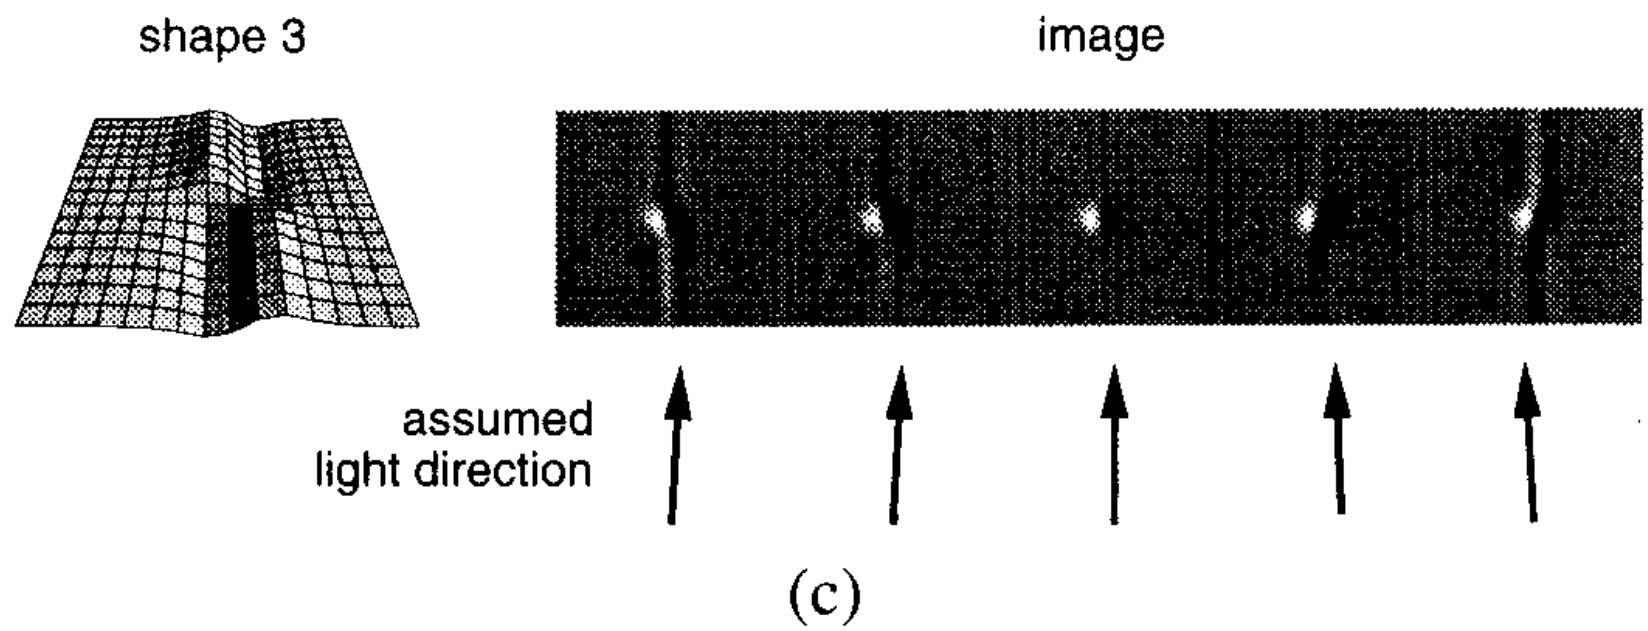 shape 3
image
assumed
light direction
(c)